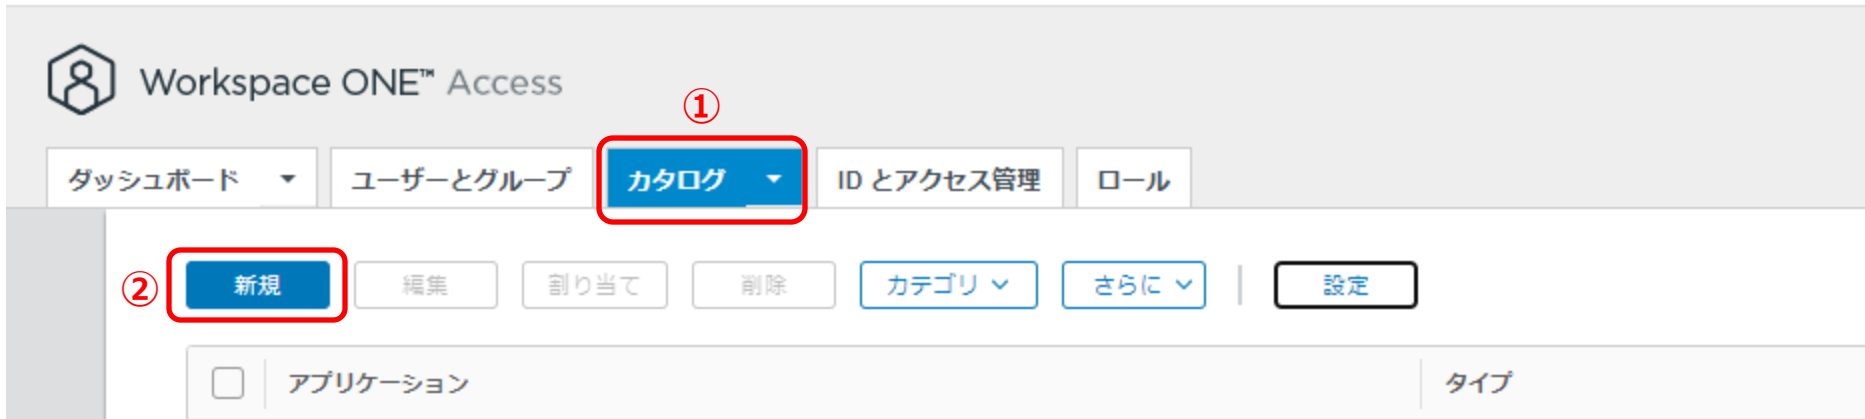 Workspace ONE™ Access
①
ダッシュボード ユーザーとグループ カタログ ID とアクセス管理 ロール
② 新規 編集 割り当て 削除 カテゴリ さらに 設定
アプリケーション タイプ